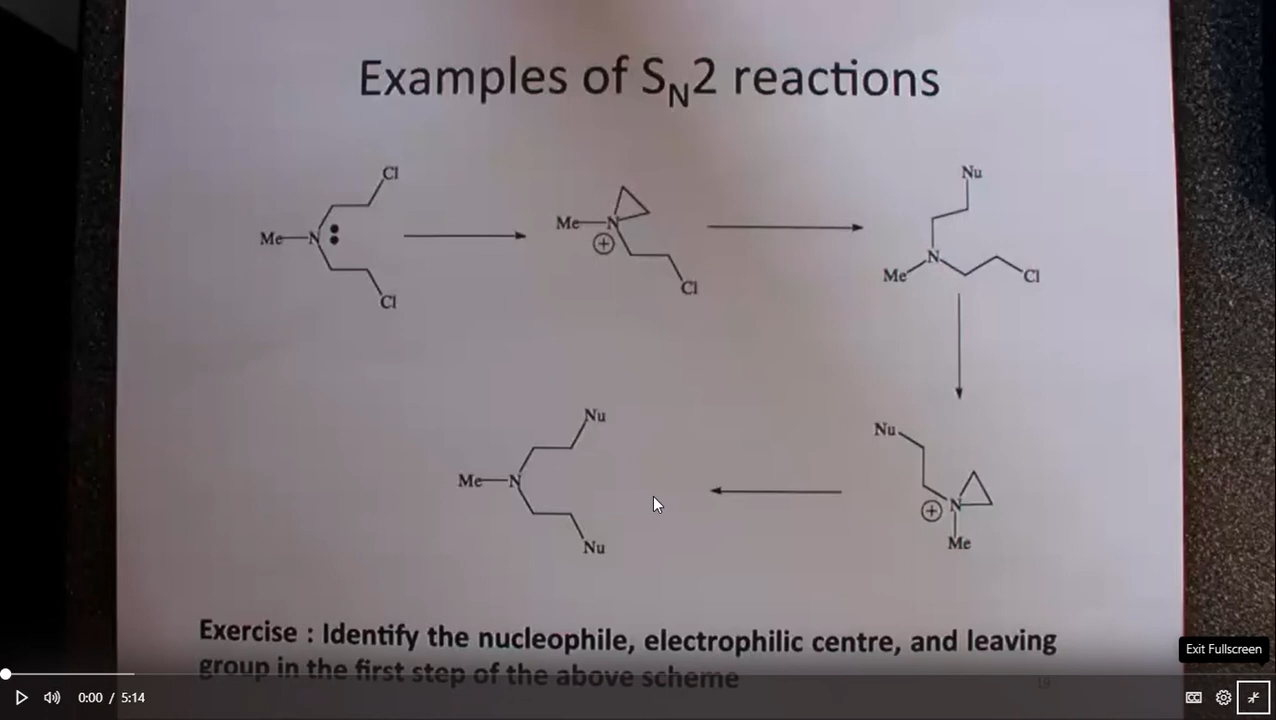 Examples of SN2 reactions
Cl
Me N
Cl
Me N
+
Cl
Nu
Me N
Cl
Nu
Me N
Nu
Nu
N
+
Me
Exercise : Identify the nucleophile, electrophilic centre, and leaving
group in the first step of the above scheme
19
Exit Fullscreen
0:00 / 5:14
CC